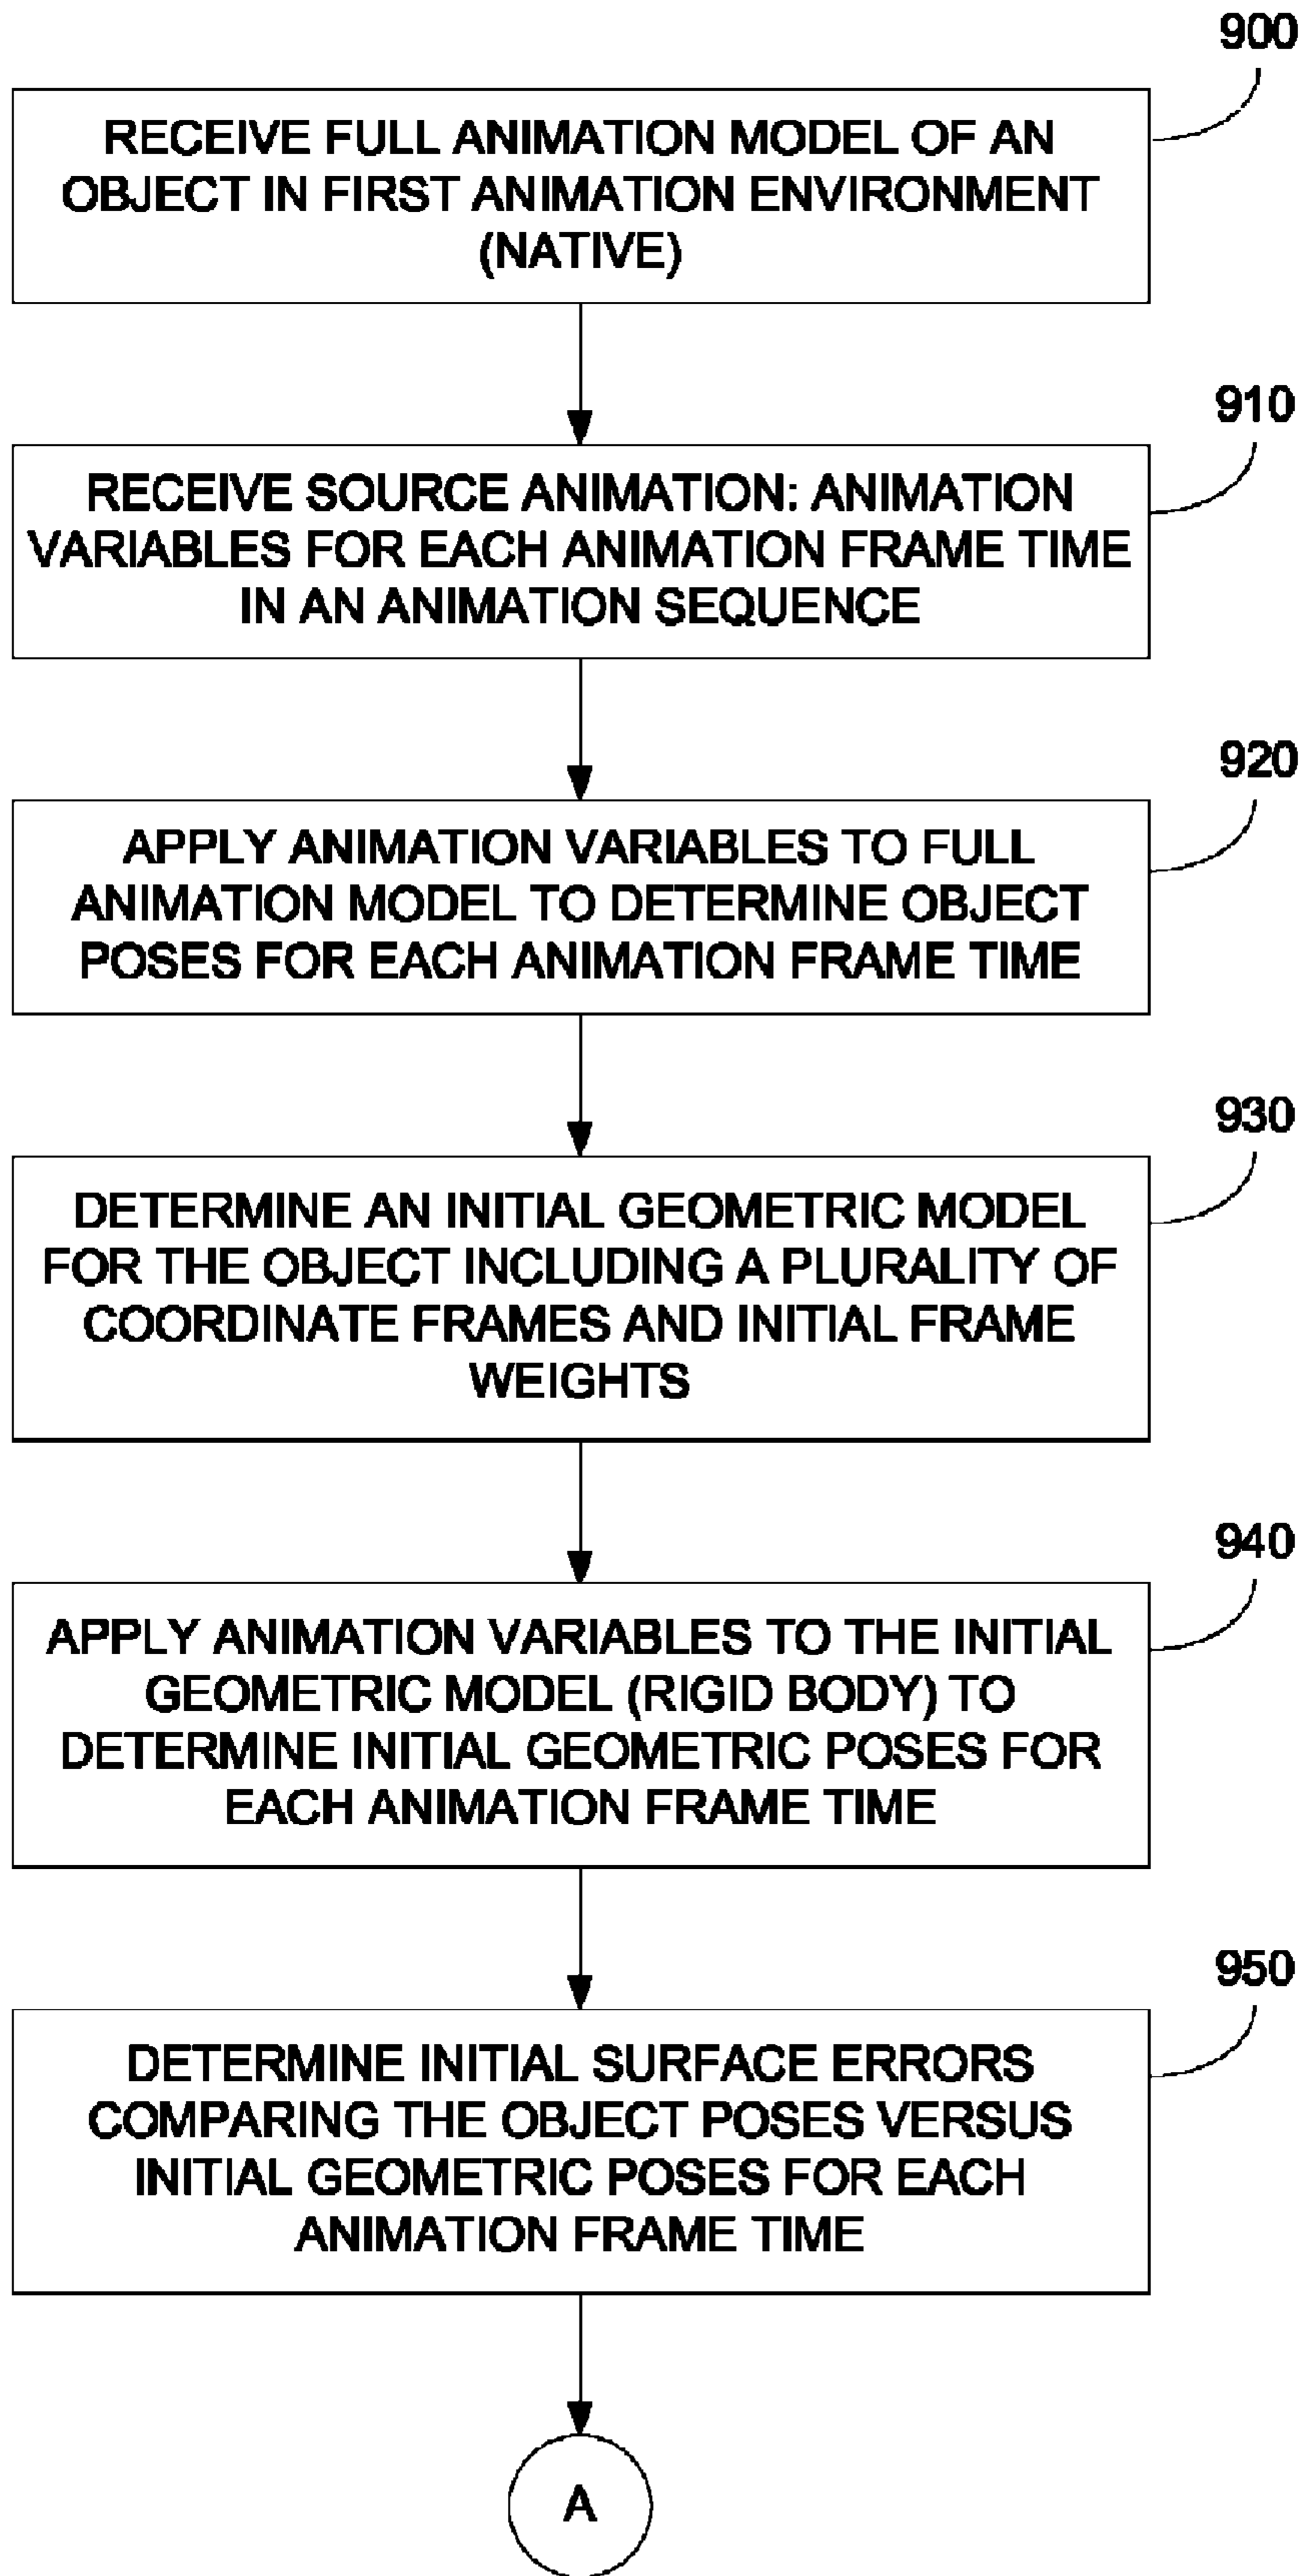 900
RECEIVE FULL ANIMATION MODEL OF AN
OBJECT IN FIRST ANIMATION ENVIRONMENT
(NATIVE)
910
RECEIVE SOURCE ANIMATION: ANIMATION
VARIABLES FOR EACH ANIMATION FRAME TIME
IN AN ANIMATION SEQUENCE
920
APPLY ANIMATION VARIABLES TO FULL
ANIMATION MODEL TO DETERMINE OBJECT
POSES FOR EACH ANIMATION FRAME TIME
930
DETERMINE AN INITIAL GEOMETRIC MODEL
FOR THE OBJECT INCLUDING A PLURALITY OF
COORDINATE FRAMES AND INITIAL FRAME
WEIGHTS
940
APPLY ANIMATION VARIABLES TO THE INITIAL
GEOMETRIC MODEL (RIGID BODY) TO
DETERMINE INITIAL GEOMETRIC POSES FOR
EACH ANIMATION FRAME TIME
950
DETERMINE INITIAL SURFACE ERRORS
COMPARING THE OBJECT POSES VERSUS
INITIAL GEOMETRIC POSES FOR EACH
ANIMATION FRAME TIME
A